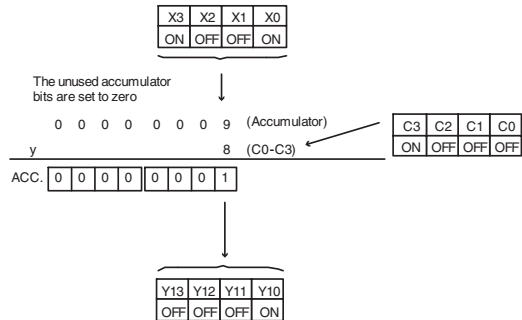 X3 X2 X1 X0
ON OFF OFF ON
The unused accumulator
bits are set to zero
0 0 0 0 0 0 0 9 (Accumulator)
C3 C2 C1 C0
y 8 (C0-C3)
ON OFF OFF OFF
ACC. 0 0 0 0 0 0 0 1
Y13 Y12 Y11 Y10
OFF OFF OFF ON